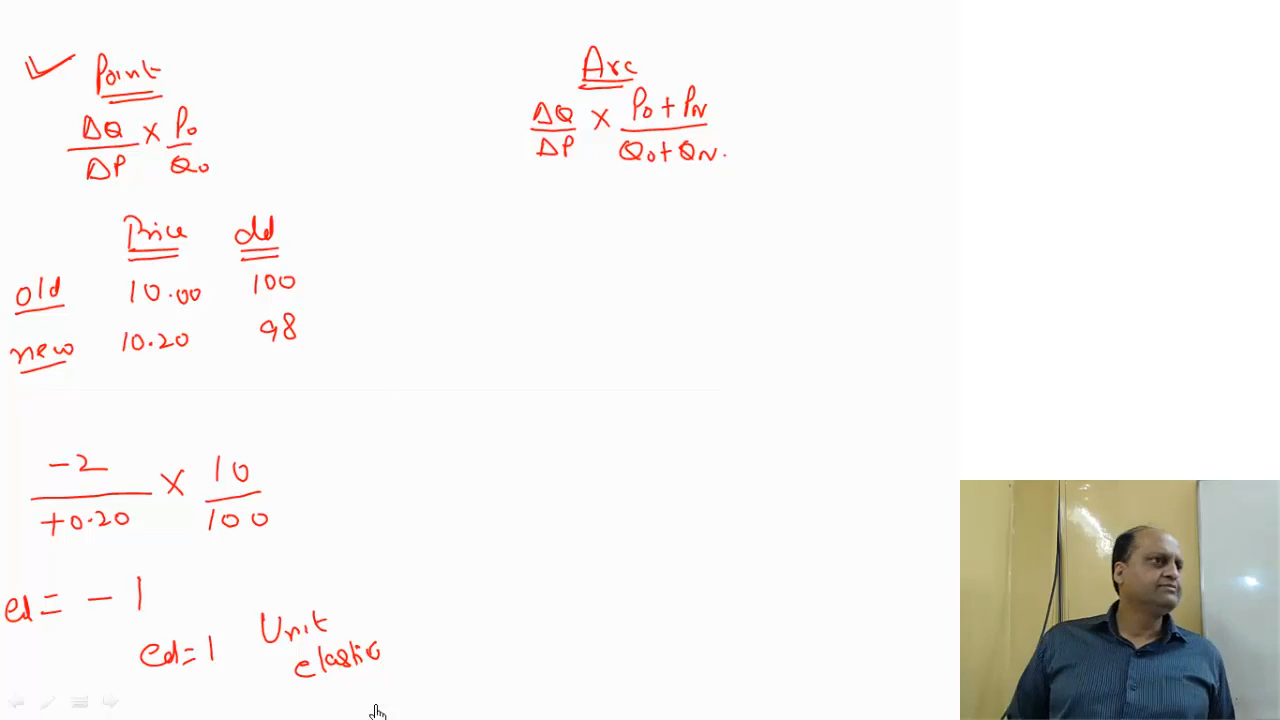 Point
ΔQ/ΔP × P0/Q0
Arc
ΔQ/ΔP × P0+PN/Q0+QN.
Price dd
old 10.00 100
new 10.20 98
-2/+0.20 × 10/100
ed = - 1
ed=1 Unit
elastic